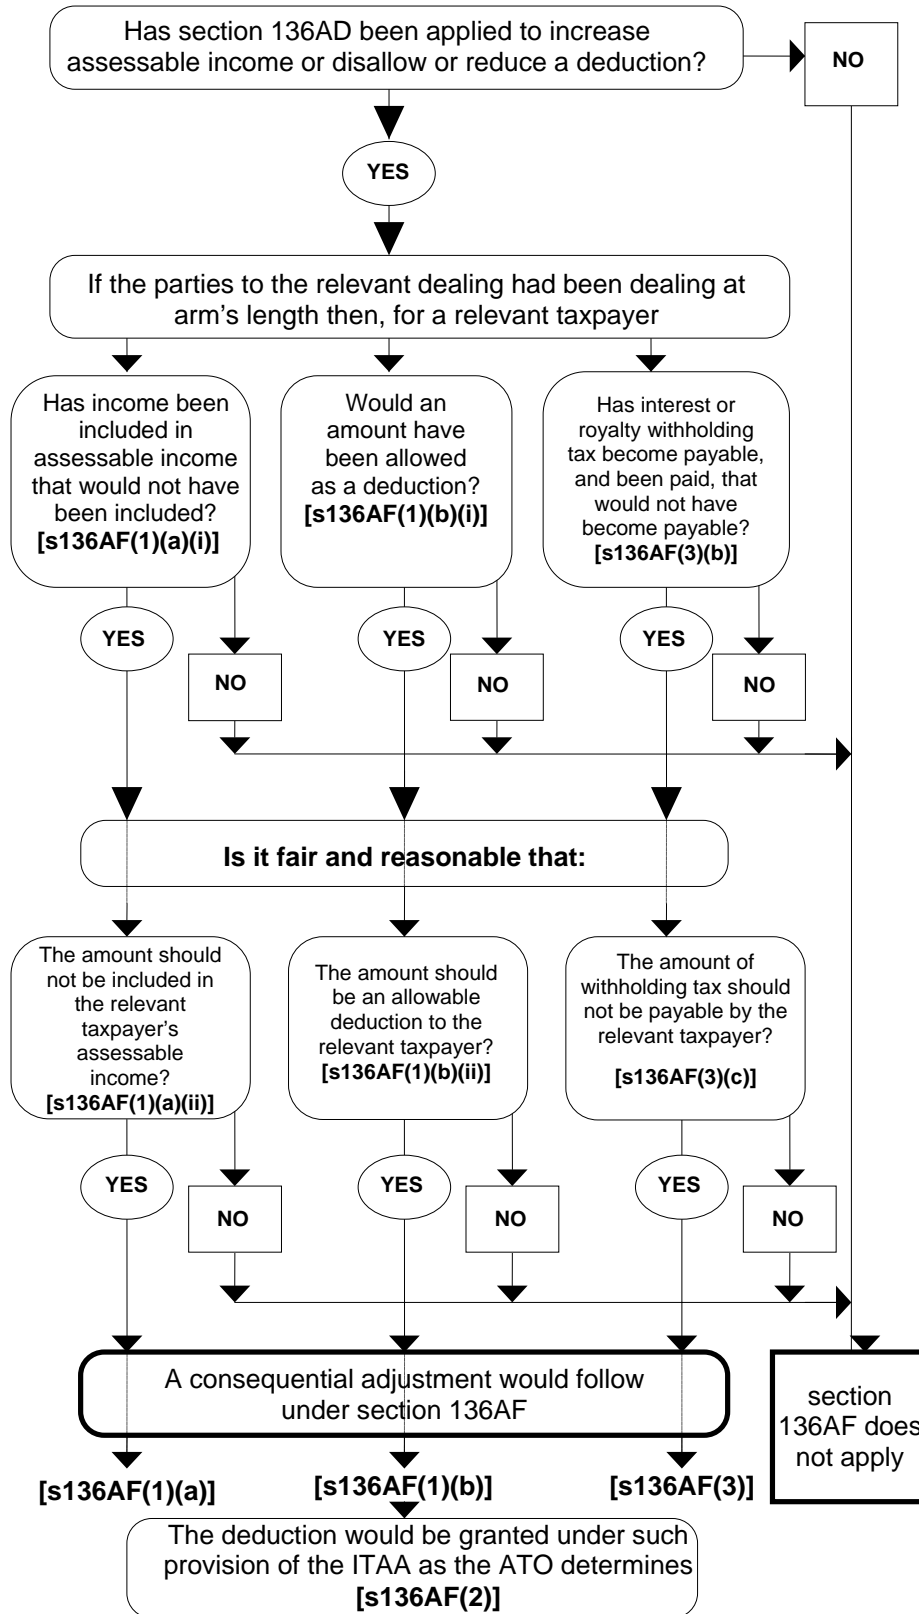 Has section 136AD been applied to increase
assessable income or disallow or reduce a deduction?
NO
YES
If the parties to the relevant dealing had been dealing at
arm's length then, for a relevant taxpayer
Has income been
included in
assessable income
that would not have
been included?
[s136AF(1)(a)(i)]
Would an
amount have
been allowed
as a deduction?
[s136AF(1)(b)(i)]
Has interest or
royalty withholding
tax become payable,
and been paid, that
would not have
become payable?
[s136AF(3)(b)]
YES
NO
YES
NO
YES
NO
Is it fair and reasonable that:
The amount should
not be included in
the relevant
taxpayer's
assessable
income?
[s136AF(1)(a)(ii)]
The amount should
be an allowable
deduction to the
relevant taxpayer?
[s136AF(1)(b)(ii)]
The amount of
withholding tax should
not be payable by the
relevant taxpayer?
[s136AF(3)(c)]
YES
NO
YES
NO
YES
NO
A consequential adjustment would follow
under section 136AF
section
136AF does
not apply
[s136AF(1)(a)]
[s136AF(1)(b)]
[s136AF(3)]
The deduction would be granted under such
provision of the ITAA as the ATO determines
[s136AF(2)]